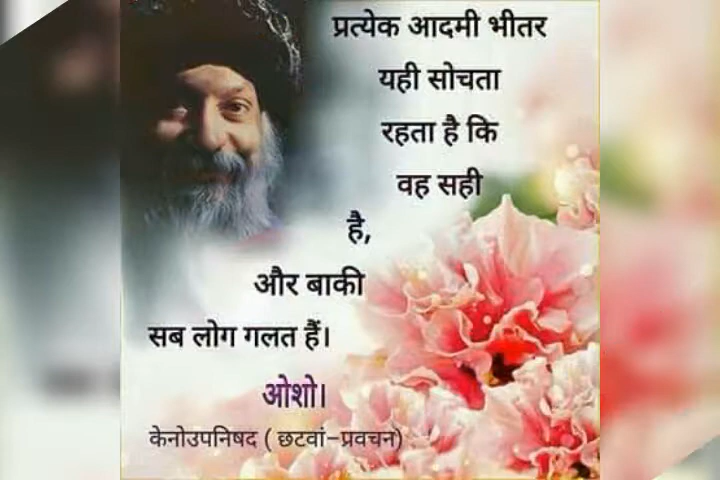 प्रत्येक आदमी भीतर
यही सोचता
रहता है कि
वह सही
है,
और बाकी
सब लोग गलत हैं।
ओशो।
केनोउपनिषद ( छटवां–प्रवचन)